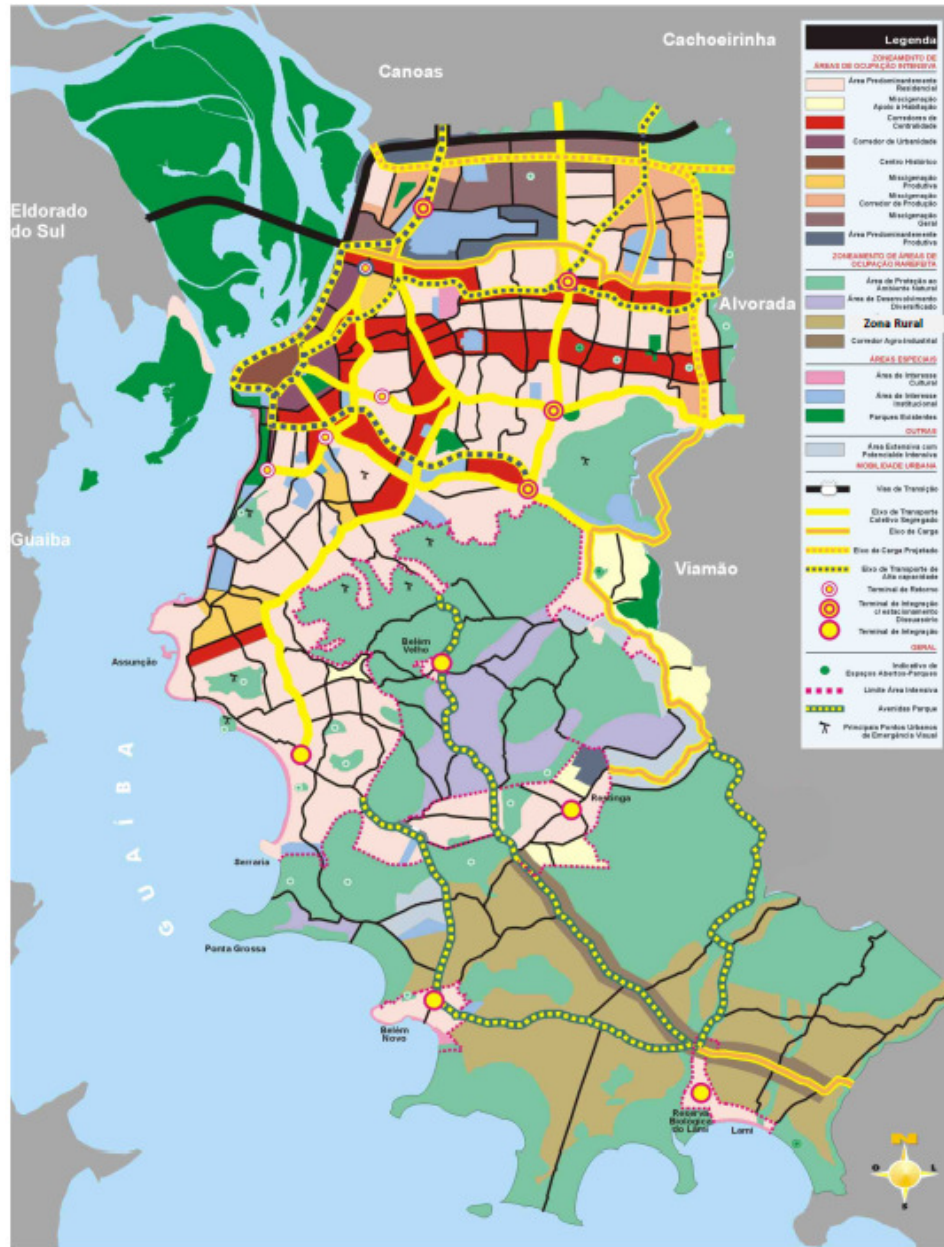 Cachoeirinha
Canoas
Eldorado
do Sul
Alvorada
Guaiba
Viamão
Assunção
Belém
Velho
Restinga
Serraria
GUAÍBA
Ponta Grossa
Belém
Novo
Reserva
Biológica
do Lami
Lami
Legenda
ZONEAMENTO DE
ÁREAS DE OCUPAÇÃO INTENSIVA
Área Predominantemente
Residencial
Miscigenação
Apoio à Habitação
Corredores de
Centralidade
Corredor de Urbanidade
Centro Histórico
Miscigenação
Produtiva
Miscigenação
Corredor de Produção
Miscigenação
Geral
Área Predominantemente
Produtiva
ZONEAMENTO DE ÁREAS DE
OCUPAÇÃO RAREFEITA
Área de Proteção ao
Ambiente Natural
Área de Desenvolvimento
Diversificado
Zona Rural
Corredor Agro-Industrial
ÁREAS ESPECIAIS
Área de Interesse
Cultural
Área de Interesse
Institucional
Parques Existentes
OUTRAS
Área Extensiva com
Potencialde Intensiva
MOBILIDADE URBANA
Vias de Transição
Eixo de Transporte
Coletivo Segregado
Eixo de Carga
Eixo de Carga Projetado
Eixo de Transporte de
Alta capacidade
Terminal de Retorno
Terminal de Integração
c/ estacionamento
Dissuasório
Terminal de Integração
GERAL
Indicativo de
Espaços Abertos-Parques
Limite Área Intensiva
Avenidas Parque
Principais Pontos Urbanos
de Emergência Visual
N
O L
S